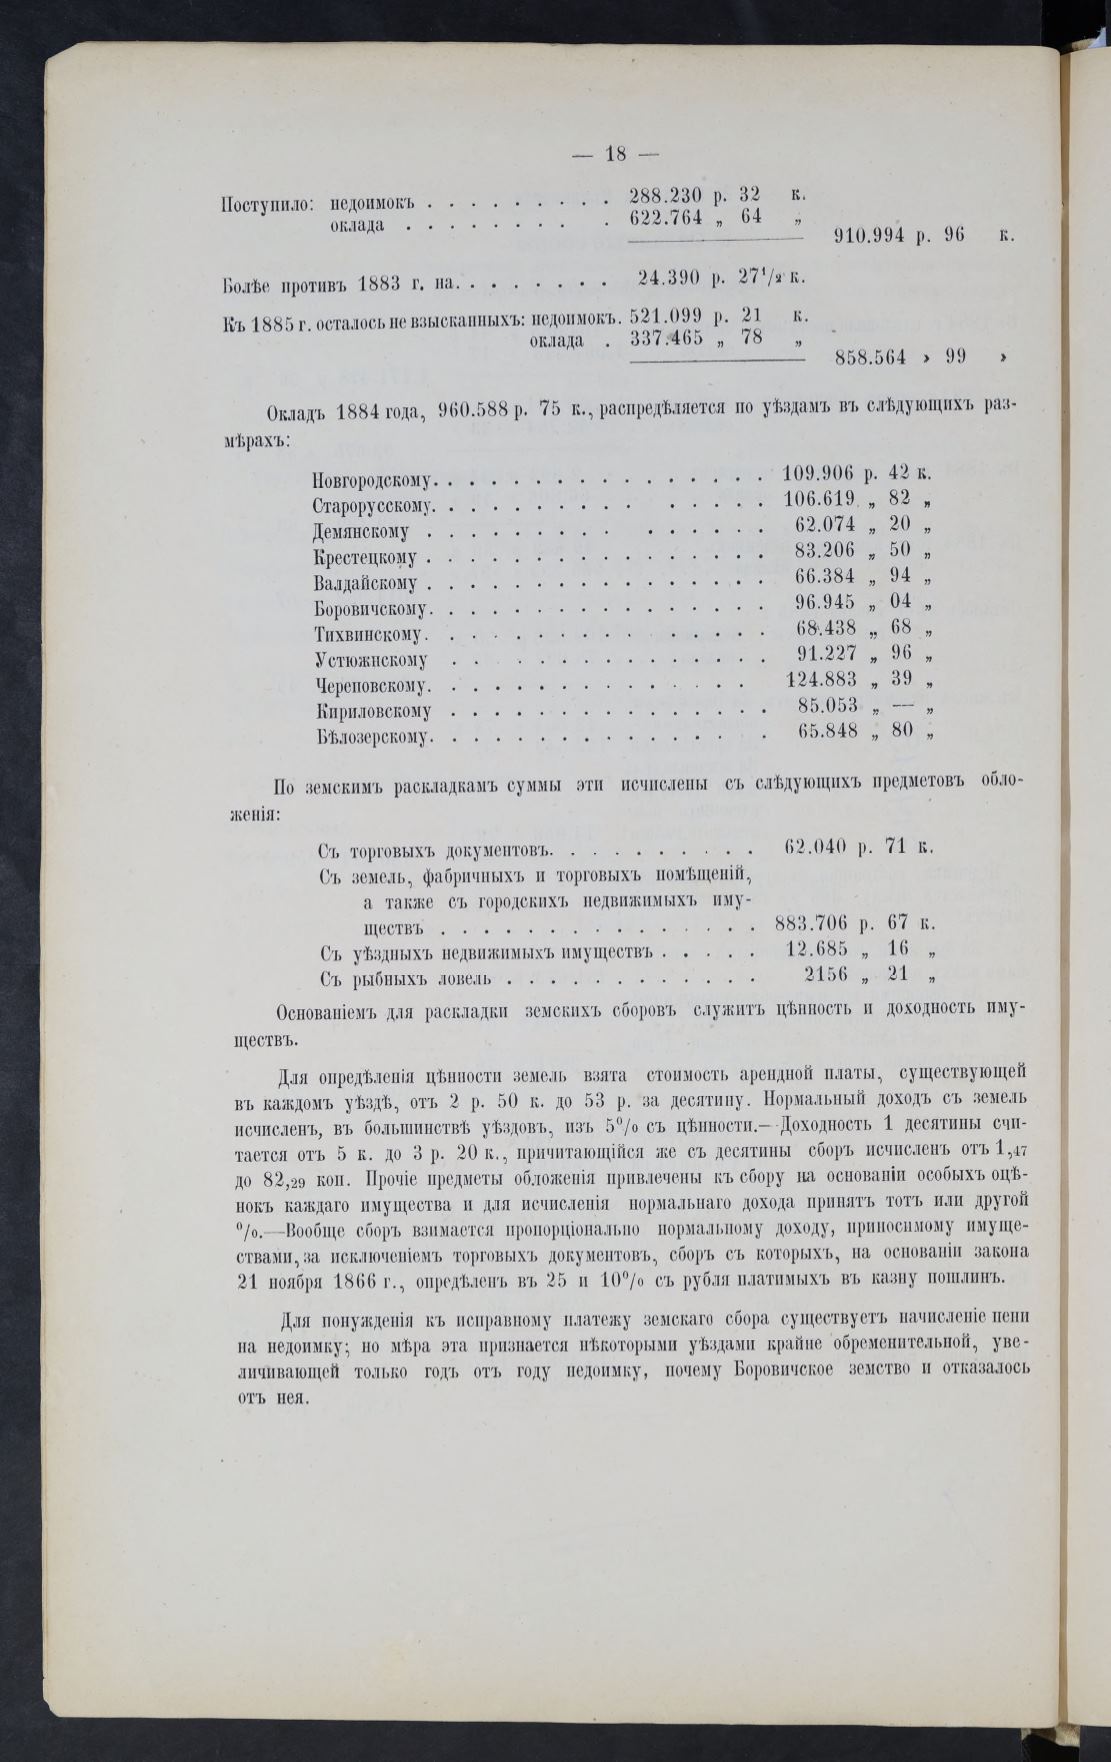 — 18 —
Поступило: недоимокъ . . . . . . . . . 288.230 р. 32 к.
оклада . . . . . . . . . 622.764 „ 64 „
910.994 р. 96 к.
Болѣе противъ 1883 г. на. . . . . . . . 24.390 р. 27¹/₂ к.
Къ 1885 г. осталось не взысканныхъ: недоимокъ. 521.099 р. 21 к.
оклада . 337.465 „ 78 „
858.564 » 99 »
Окладъ 1884 года, 960.588 р. 75 к., распредѣляется по уѣздамъ въ слѣдующихъ раз-
мѣрахъ:
Новгородскому. . . . . . . . . . . . . . . 109.906 р. 42 к.
Старорусскому. . . . . . . . . . . . . . . 106.619 „ 82 „
Демянскому . . . . . . . . . . . . . . . 62.074 „ 20 „
Крестецкому . . . . . . . . . . . . . . . 83.206 „ 50 „
Валдайскому . . . . . . . . . . . . . . . 66.384 „ 94 „
Боровичскому. . . . . . . . . . . . . . . 96.945 „ 04 „
Тихвинскому. . . . . . . . . . . . . . . 68.438 „ 68 „
Устюжнскому . . . . . . . . . . . . . . 91.227 „ 96 „
Череповскому. . . . . . . . . . . . . . 124.883 „ 39 „
Кириловскому . . . . . . . . . . . . . . 85.053 „ — „
Бѣлозерскому. . . . . . . . . . . . . . . 65.848 „ 80 „
По земскимъ раскладкамъ суммы эти исчислены съ слѣдующихъ предметовъ обло-
женія:
Съ торговыхъ документовъ. . . . . . . . . . 62.040 р. 71 к.
Съ земель, фабричныхъ и торговыхъ помѣщеній,
а также съ городскихъ недвижимыхъ иму-
ществъ . . . . . . . . . . . . . . 883.706 р. 67 к.
Съ уѣздныхъ недвижимыхъ имуществъ . . . . . 12.685 „ 16 „
Съ рыбныхъ ловель . . . . . . . . . . . . 2156 „ 21 „
Основаніемъ для раскладки земскихъ сборовъ служитъ цѣнность и доходность иму-
ществъ.
Для опредѣленія цѣнности земель взята стоимость арендной платы, существующей
въ каждомъ уѣздѣ, отъ 2 р. 50 к. до 53 р. за десятину. Нормальный доходъ съ земель
исчисленъ, въ большинствѣ уѣздовъ, изъ 5% съ цѣнности.—Доходность 1 десятины счи-
тается отъ 5 к. до 3 р. 20 к., причитающійся же съ десятины сборъ исчисленъ отъ 1,47
до 82,29 коп. Прочіе предметы обложенія привлечены къ сбору на основаніи особыхъ оцѣ-
нокъ каждаго имущества и для исчисленія нормальнаго дохода принятъ тотъ или другой
%.—Вообще сборъ взимается пропорціонально нормальному доходу, приносимому имуще-
ствами, за исключеніемъ торговыхъ документовъ, сборъ съ которыхъ, на основаніи закона
21 ноября 1866 г., опредѣленъ въ 25 и 10% съ рубля платимыхъ въ казну пошлинъ.
Для понужденія къ исправному платежу земскаго сбора существуетъ начисленіе пени
на недоимку; но мѣра эта признается нѣкоторыми уѣздами крайне обременительной, уве-
личивающей только годъ отъ году недоимку, почему Боровичское земство и отказалось
отъ нея.